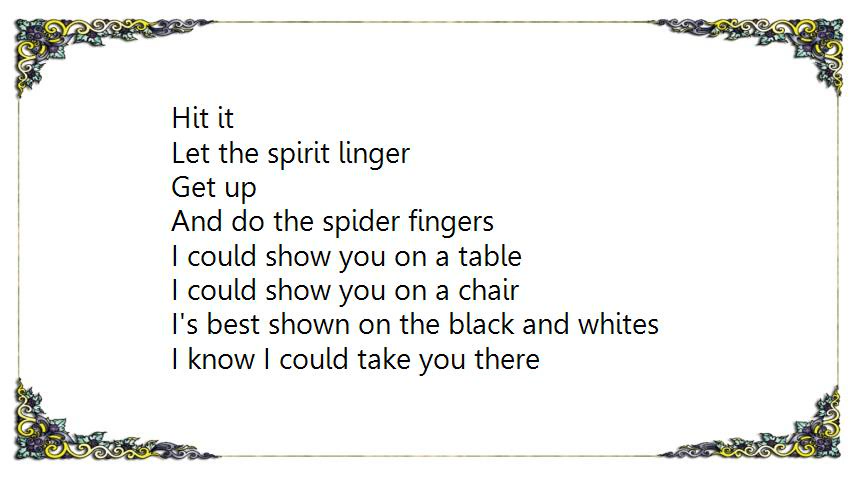 Hit it
Let the spirit linger
Get up
And do the spider fingers
I could show you on a table
I could show you on a chair
I's best shown on the black and whites
I know I could take you there